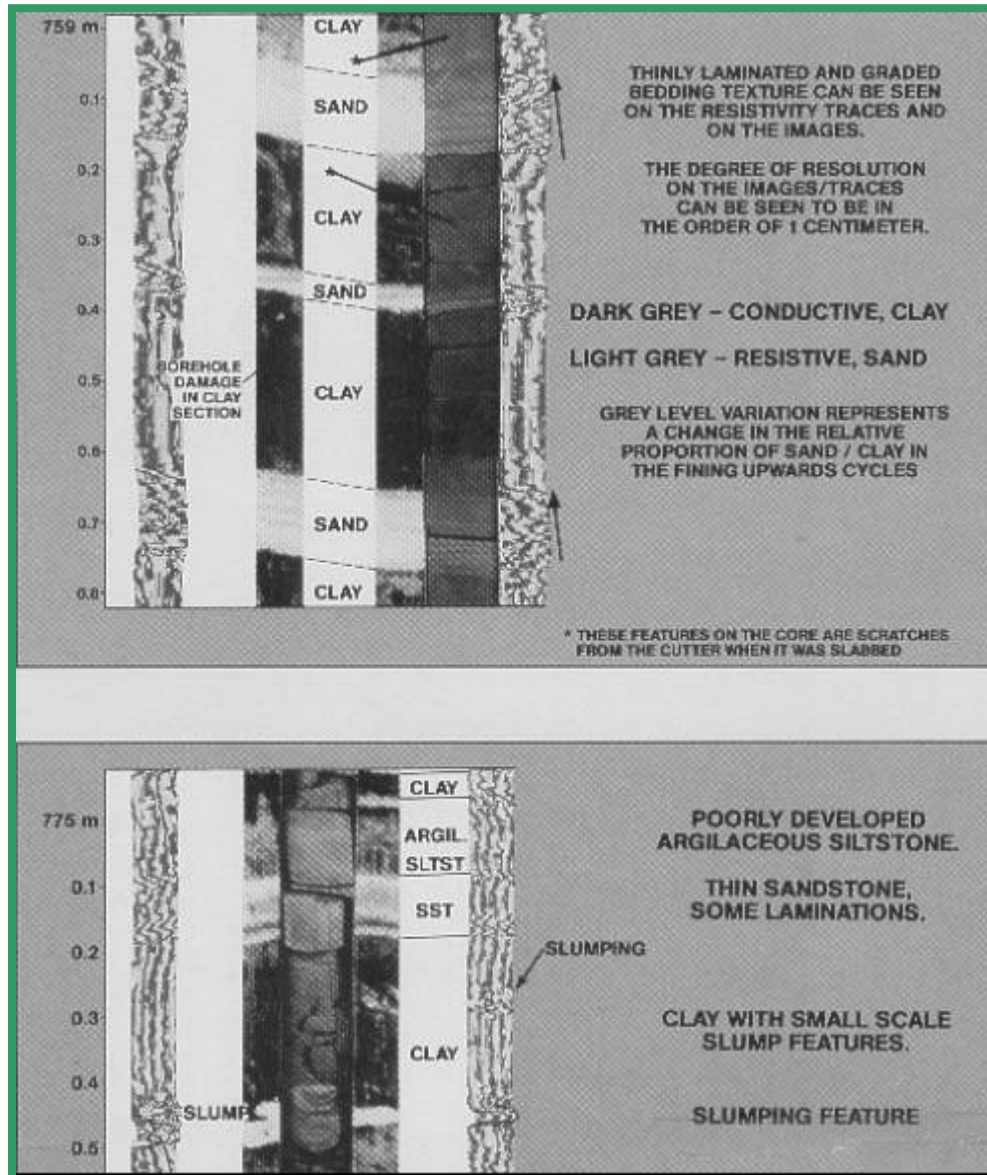 759 m
0.1
0.2
0.3
0.4
0.5
0.6
0.7
0.8
BOREHOLE
DAMAGE
IN CLAY
SECTION
CLAY
*
SAND
*
CLAY
SAND
CLAY
SAND
CLAY
THINLY LAMINATED AND GRADED
BEDDING TEXTURE CAN BE SEEN
ON THE RESISTIVITY TRACES AND
ON THE IMAGES.
THE DEGREE OF RESOLUTION
ON THE IMAGES/TRACES
CAN BE SEEN TO BE IN
THE ORDER OF 1 CENTIMETER.
DARK GREY – CONDUCTIVE, CLAY
LIGHT GREY – RESISTIVE, SAND
GREY LEVEL VARIATION REPRESENTS
A CHANGE IN THE RELATIVE
PROPORTION OF SAND / CLAY IN
THE FINING UPWARDS CYCLES
* THESE FEATURES ON THE CORE ARE SCRATCHES
FROM THE CUTTER WHEN IT WAS SLABBED
775 m
0.1
0.2
0.3
0.4
0.5
SLUMP
CLAY
ARGIL.
SLTST
SST
CLAY
SLUMPING
POORLY DEVELOPED
ARGILACEOUS SILTSTONE.
THIN SANDSTONE,
SOME LAMINATIONS.
CLAY WITH SMALL SCALE
SLUMP FEATURES.
SLUMPING FEATURE